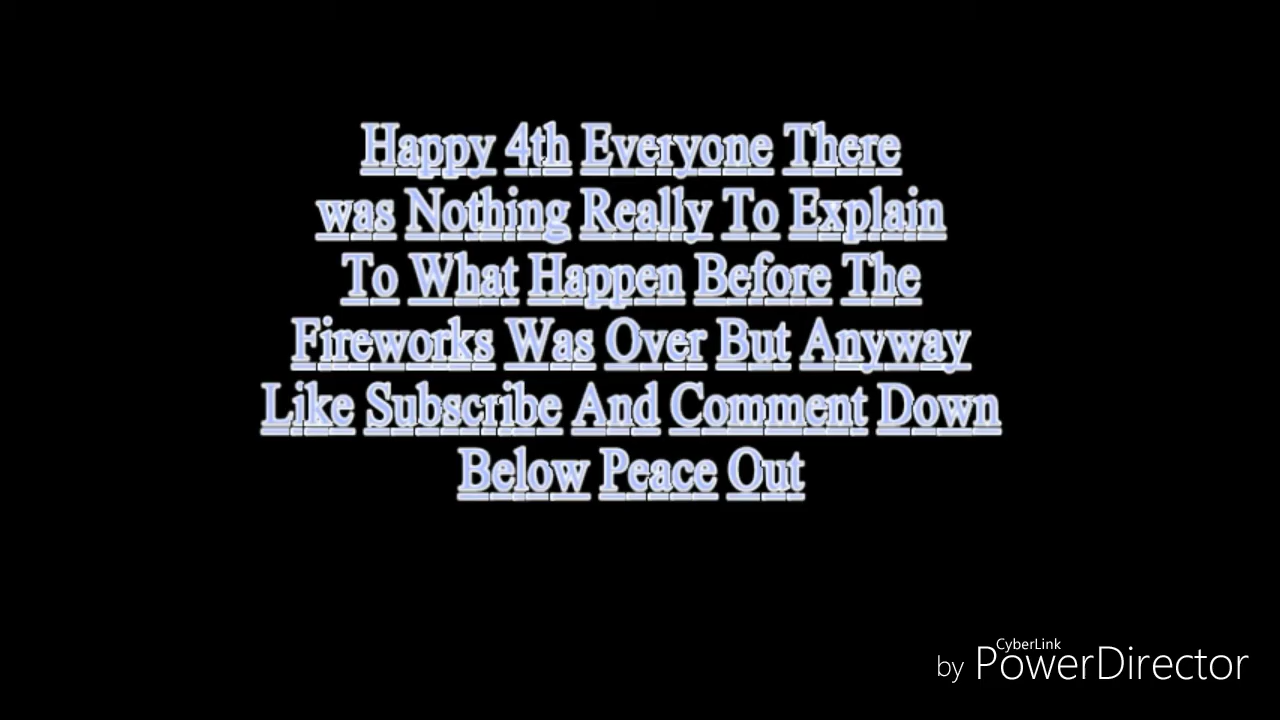 Happy 4th Everyone There
was Nothing Really To Explain
To What Happen Before The
Fireworks Was Over But Anyway
Like Subscribe And Comment Down
Below Peace Out
CyberLink
by PowerDirector